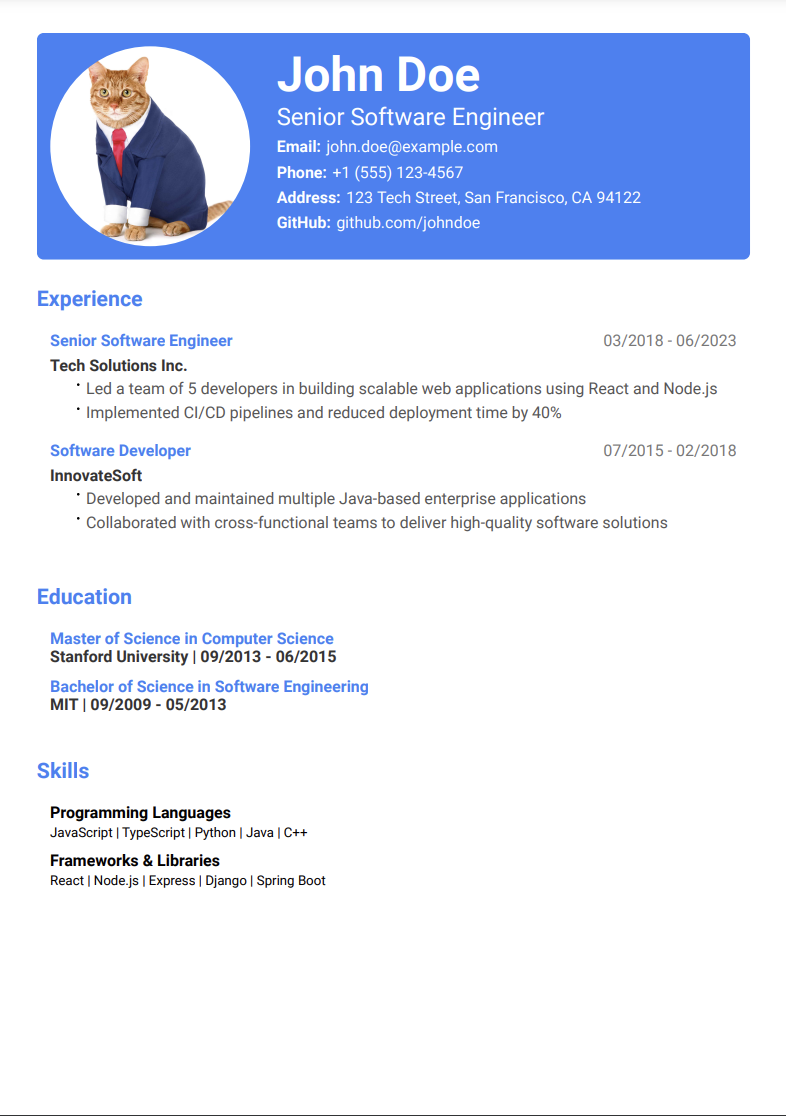 John Doe
Senior Software Engineer
Email: john.doe@example.com
Phone: +1 (555) 123-4567
Address: 123 Tech Street, San Francisco, CA 94122
GitHub: github.com/johndoe
Experience
Senior Software Engineer 03/2018 - 06/2023
Tech Solutions Inc.
· Led a team of 5 developers in building scalable web applications using React and Node.js
· Implemented CI/CD pipelines and reduced deployment time by 40%
Software Developer 07/2015 - 02/2018
InnovateSoft
· Developed and maintained multiple Java-based enterprise applications
· Collaborated with cross-functional teams to deliver high-quality software solutions
Education
Master of Science in Computer Science
Stanford University | 09/2013 - 06/2015
Bachelor of Science in Software Engineering
MIT | 09/2009 - 05/2013
Skills
Programming Languages
JavaScript | TypeScript | Python | Java | C++
Frameworks & Libraries
React | Node.js | Express | Django | Spring Boot